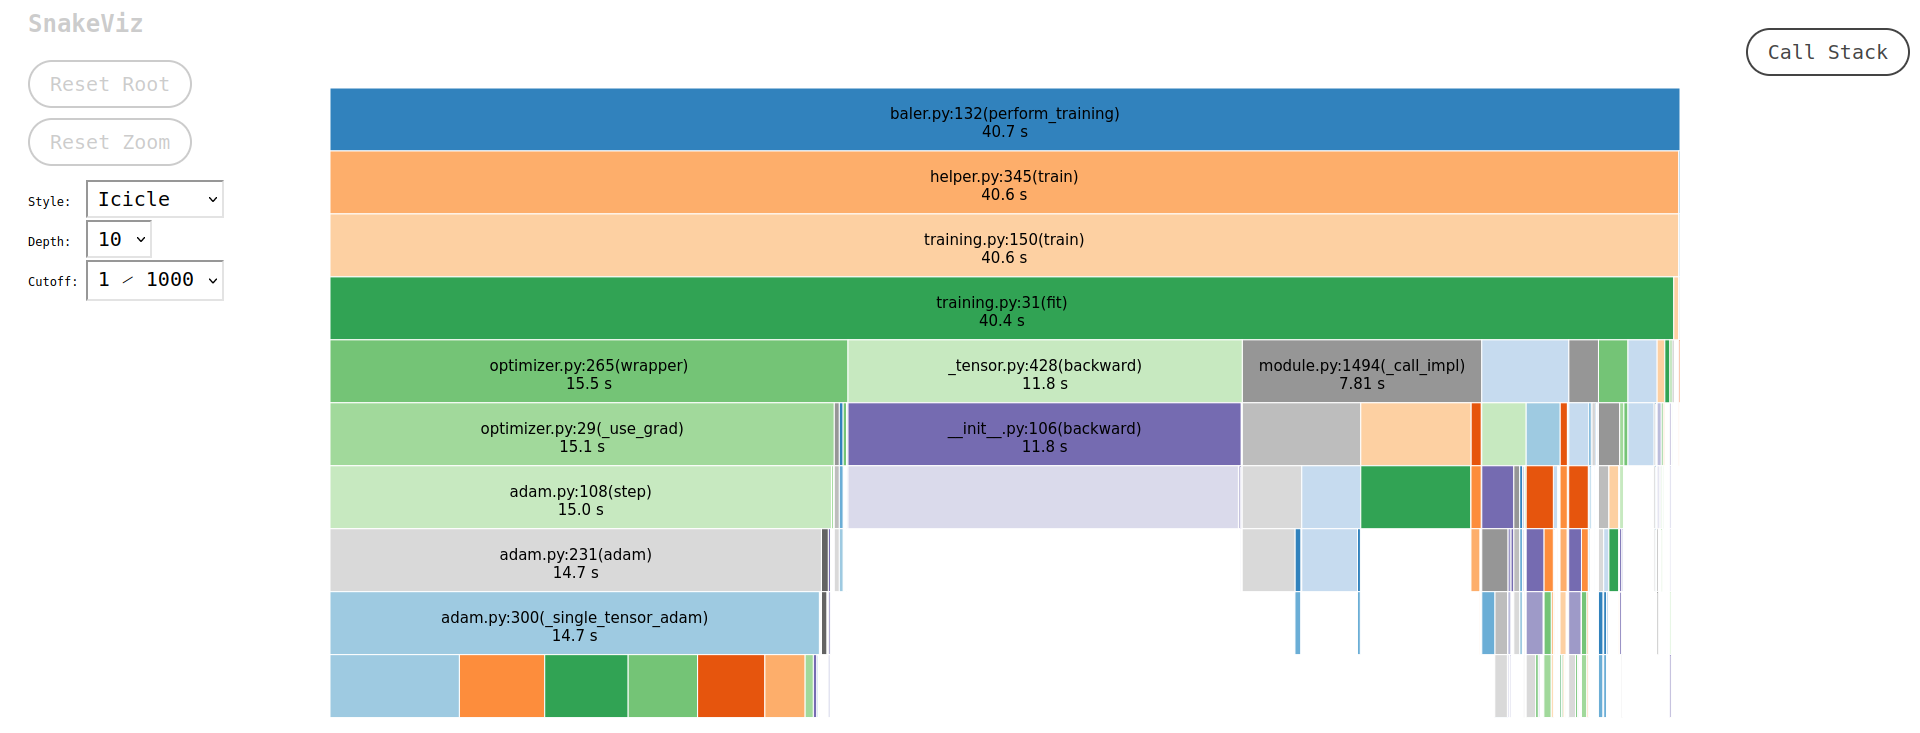 SnakeViz
Call Stack
Reset Root
Reset Zoom
Style: Icicle
Depth: 10
Cutoff: 1 / 1000
baler.py:132(perform_training)
40.7 s
helper.py:345(train)
40.6 s
training.py:150(train)
40.6 s
training.py:31(fit)
40.4 s
optimizer.py:265(wrapper)
15.5 s
_tensor.py:428(backward)
11.8 s
module.py:1494(_call_impl)
7.81 s
optimizer.py:29(_use_grad)
15.1 s
__init__.py:106(backward)
11.8 s
adam.py:108(step)
15.0 s
adam.py:231(adam)
14.7 s
adam.py:300(_single_tensor_adam)
14.7 s